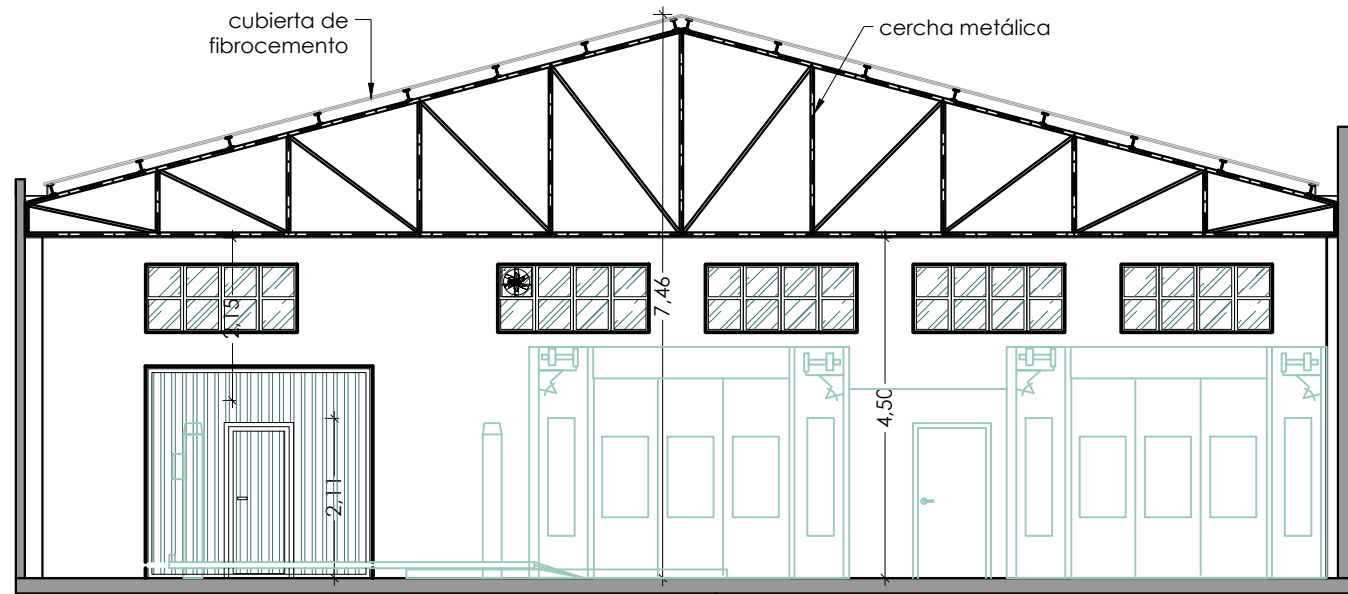 cubierta de
fibrocemento
cercha metálica
2,15
7,46
4,50
2,11